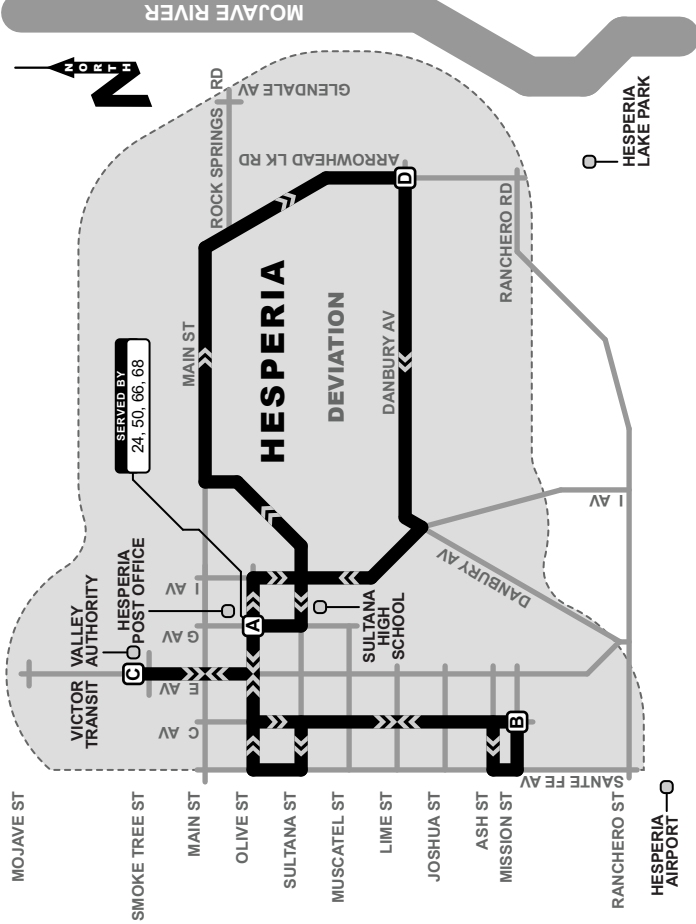 MOJAVE RIVER
NORTH
N
GLENDALE AV
ROCK SPRINGS RD
ARROWHEAD LK RD
HESPERIA
LAKE PARK
RANCHERO RD
MAIN ST
HESPERIA
DEVIATION
DANBURY AV
SERVED BY
24, 50, 66, 68
D
I AV
DANBURY AV
VICTOR
VALLEY
TRANSIT
AUTHORITY
HESPERIA
POST OFFICE
I AV
G AV
E AV
C AV
SULTANA
HIGH
SCHOOL
A
B
C
SANTE FE AV
MOJAVE ST
SMOKE TREE ST
MAIN ST
OLIVE ST
SULTANA ST
MUSCATEL ST
LIME ST
JOSHUA ST
ASH ST
MISSION ST
RANCHERO ST
HESPERIA
AIRPORT